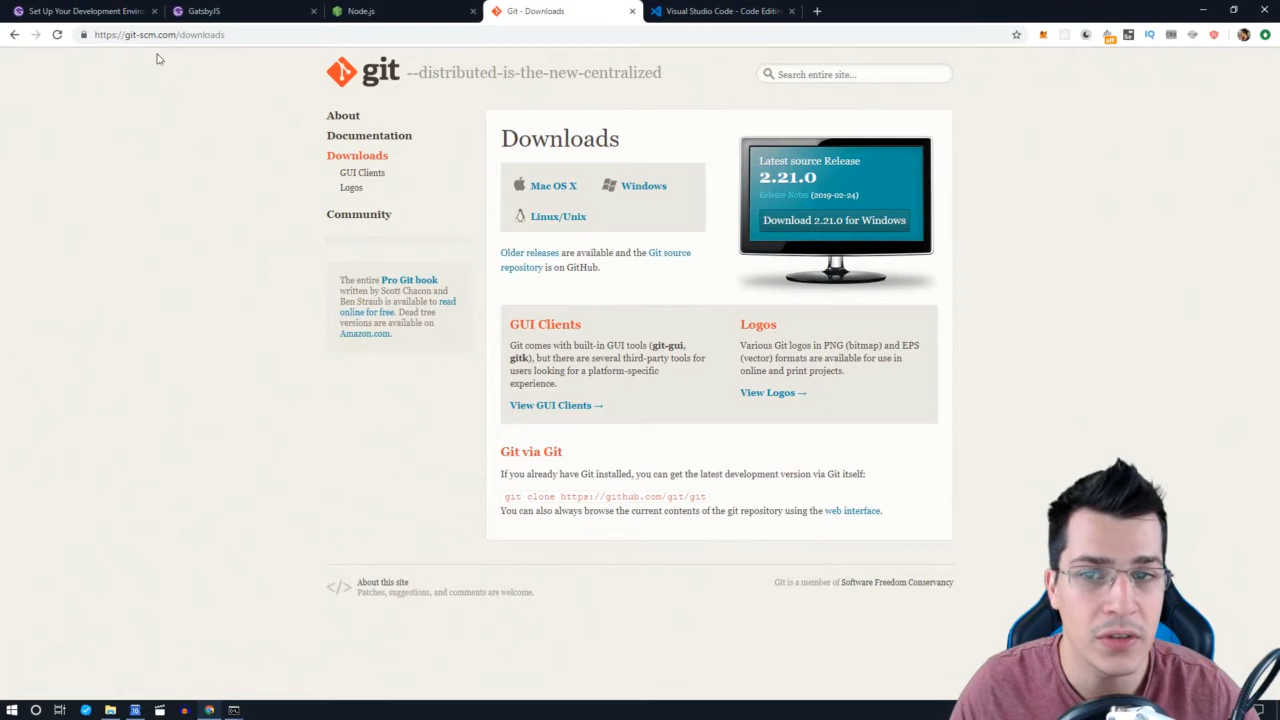 Set Up Your Development Enviro
GatsbyJS
Node.js
Git - Downloads
Visual Studio Code - Code Editin
https://git-scm.com/downloads
git --distributed-is-the-new-centralized
Search entire site...
About
Documentation
Downloads
GUI Clients
Logos
Community
The entire Pro Git book
written by Scott Chacon and
Ben Straub is available to read
online for free. Dead tree
versions are available on
Amazon.com.
Downloads
Mac OS X
Windows
Linux/Unix
Older releases are available and the Git source
repository is on GitHub.
Latest source Release
2.21.0
Release Notes (2019-02-24)
Download 2.21.0 for Windows
GUI Clients
Git comes with built-in GUI tools (git-gui,
gitk), but there are several third-party tools for
users looking for a platform-specific
experience.
View GUI Clients →
Logos
Various Git logos in PNG (bitmap) and EPS
(vector) formats are available for use in
online and print projects.
View Logos →
Git via Git
If you already have Git installed, you can get the latest development version via Git itself:
git clone https://github.com/git/git
You can also always browse the current contents of the git repository using the web interface.
</> About this site
Patches, suggestions, and comments are welcome.
Git is a member of Software Freedom Conservancy